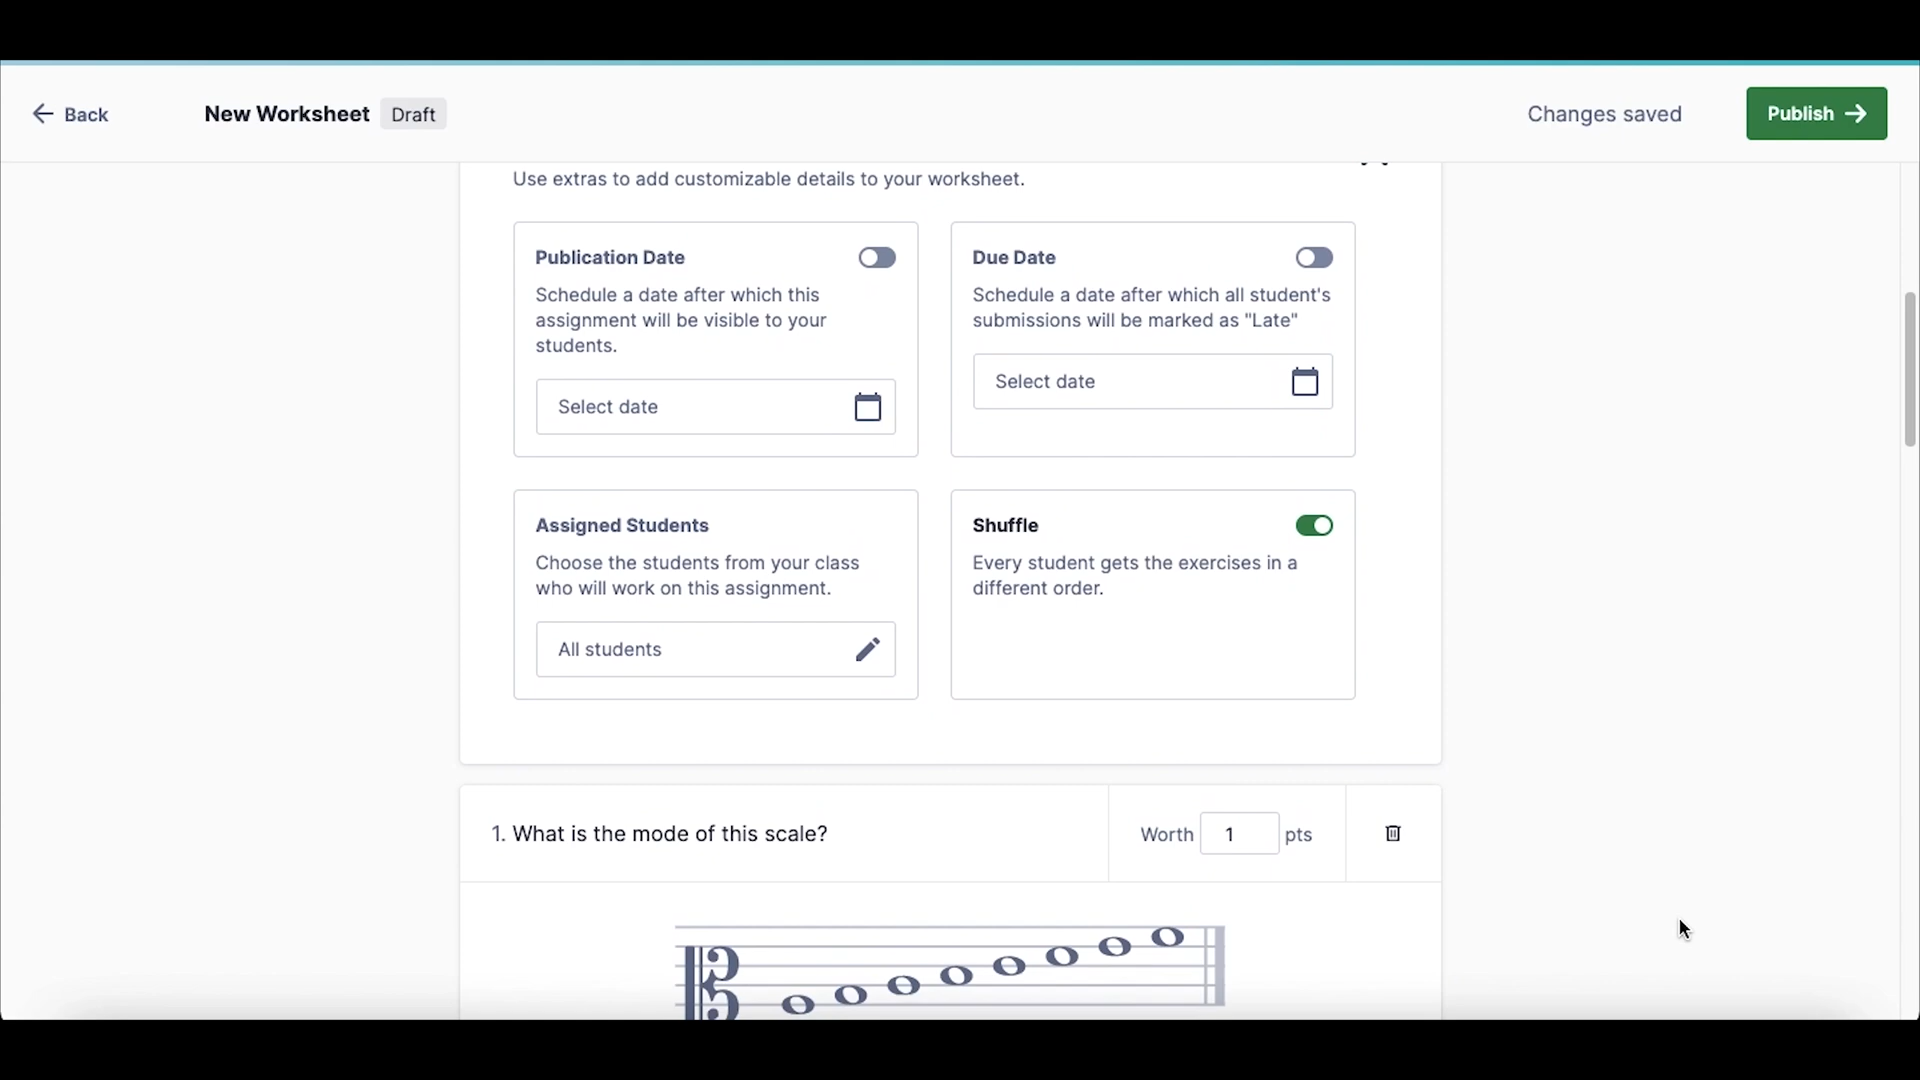 Back
New Worksheet
Draft
Changes saved
Publish
Use extras to add customizable details to your worksheet.
Publication Date
Schedule a date after which this
assignment will be visible to your
students.
Select date
Due Date
Schedule a date after which all student's
submissions will be marked as "Late"
Select date
Assigned Students
Choose the students from your class
who will work on this assignment.
All students
Shuffle
Every student gets the exercises in a
different order.
1. What is the mode of this scale?
Worth 1 pts